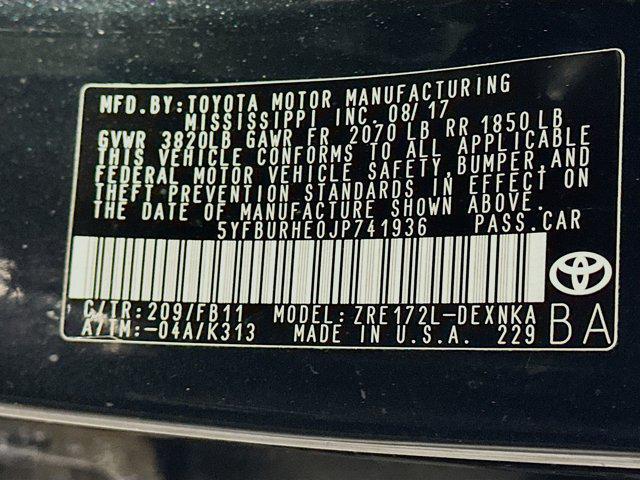 MFD.BY:TOYOTA MOTOR MANUFACTURING
MISSISSIPPI INC. 08/17
GVWR 3820LB GAWR FR 2070 LB RR 1850 LB
THIS VEHICLE CONFORMS TO ALL APPLICABLE
FEDERAL MOTOR VEHICLE SAFETY,BUMPER,AND
THEFT PREVENTION STANDARDS IN EFFECT ON
THE DATE OF MANUFACTURE SHOWN ABOVE.
5YFBURHE0JP741936 PASS.CAR
C/TR:209/FB11 MODEL:ZRE172L-DEXNKA
A/TM:-04A/K313 MADE IN U.S.A. 229
BA